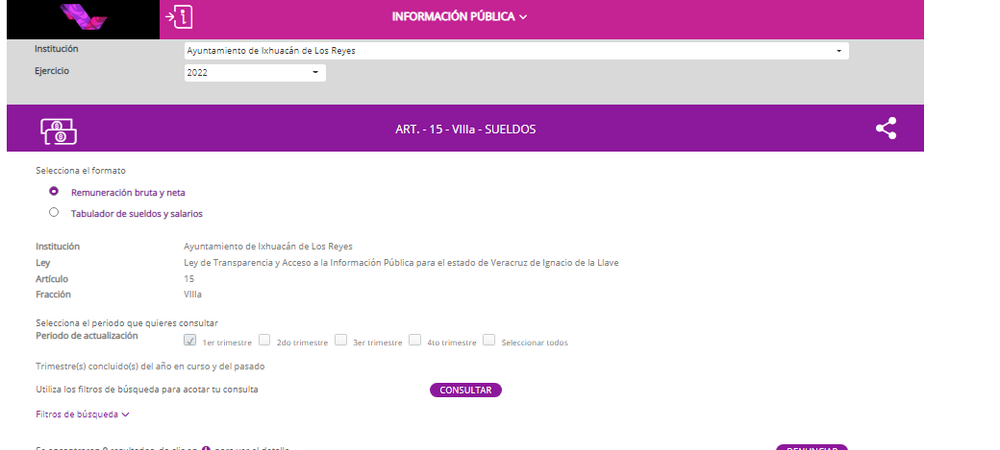 INFORMACIÓN PÚBLICA
Institución Ayuntamiento de Ixhuacán de Los Reyes
Ejercicio 2022
ART. - 15 - VIIIa - SUELDOS
Selecciona el formato
Remuneración bruta y neta
Tabulador de sueldos y salarios
Institución Ayuntamiento de Ixhuacán de Los Reyes
Ley Ley de Transparencia y Acceso a la Información Pública para el estado de Veracruz de Ignacio de la Llave
Artículo 15
Fracción VIIIa
Selecciona el periodo que quieres consultar
Periodo de actualización 1er trimestre 2do trimestre 3er trimestre 4to trimestre Seleccionar todos
Trimestre(s) concluido(s) del año en curso y del pasado
Utiliza los filtros de búsqueda para acotar tu consulta CONSULTAR
Filtros de búsqueda
Se encontraron 0 resultados, da clic en para ver el detalle. DENUNCIAR